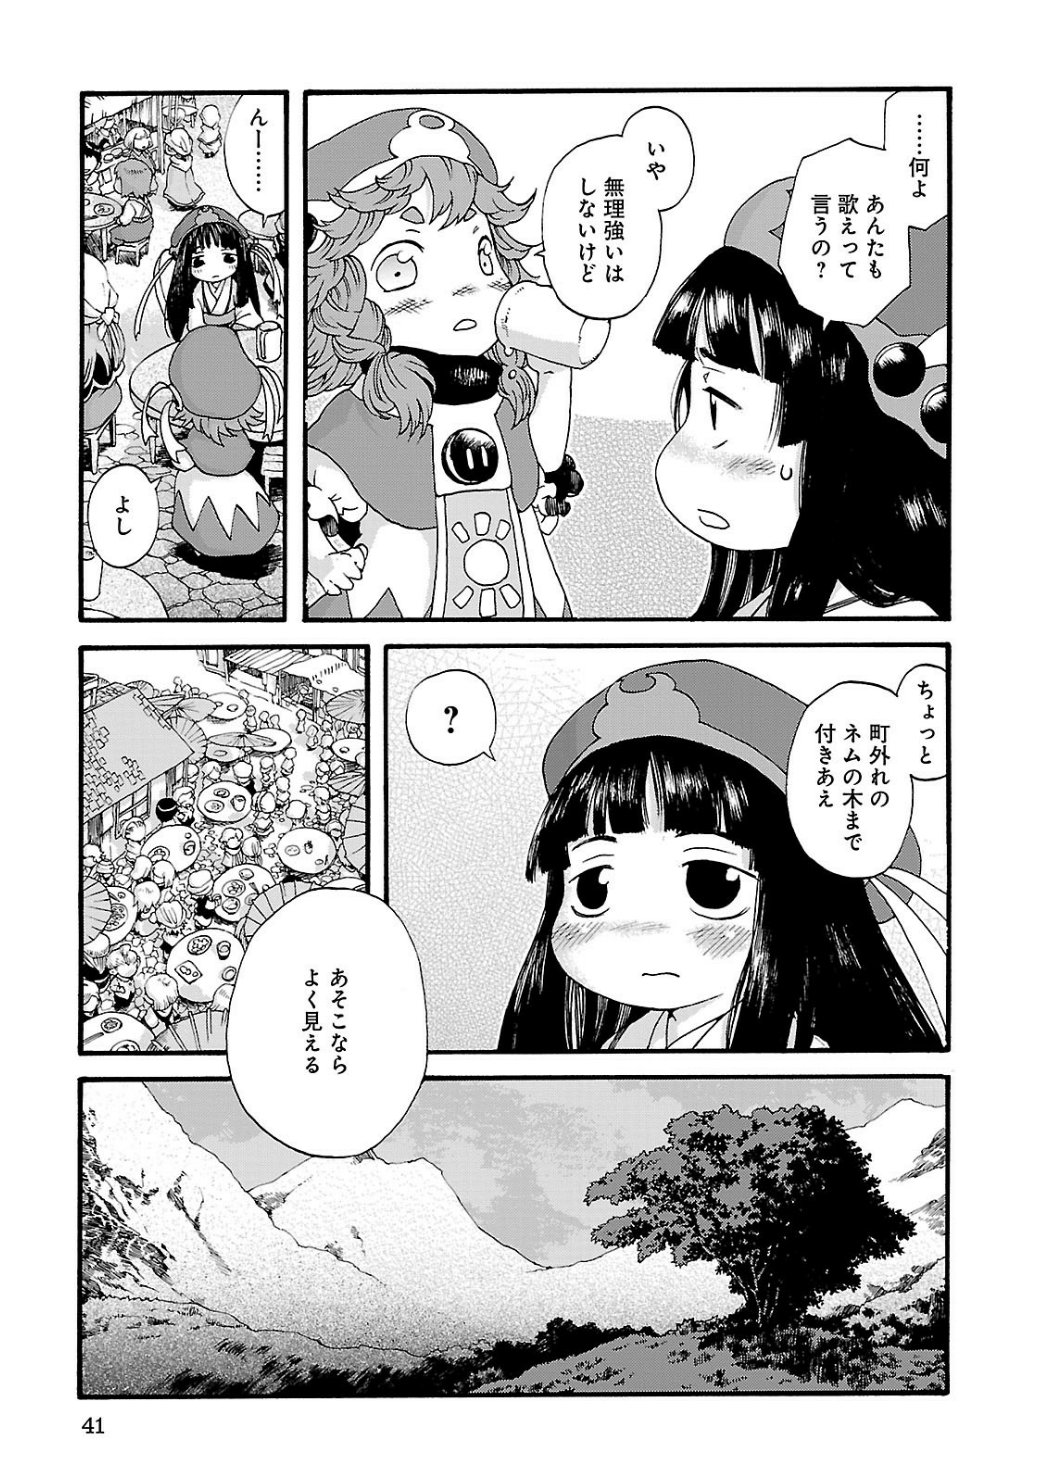 ……何よ
あんたも
歌えって
言うの？
いや
無理強いは
しないけど
んー……
よし
ちょっと
町外れの
ネムの木まで
付きあえ
？
あそこなら
よく見える
41